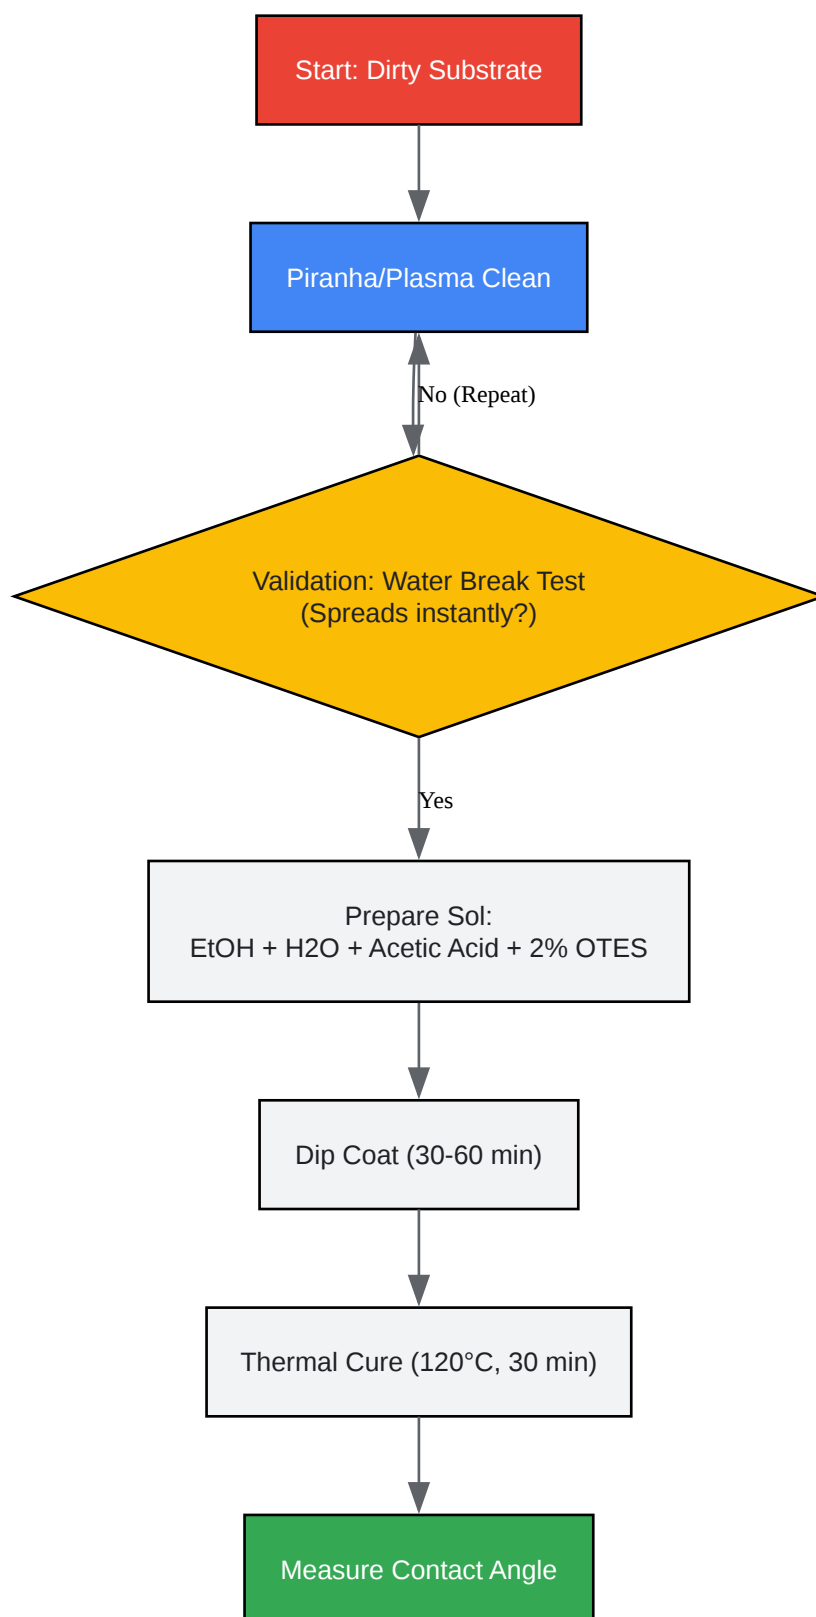 Start: Dirty Substrate
Piranha/Plasma Clean
No (Repeat)
Validation: Water Break Test
(Spreads instantly?)
Yes
Prepare Sol:
EtOH + H2O + Acetic Acid + 2% OTES
Dip Coat (30-60 min)
Thermal Cure (120°C, 30 min)
Measure Contact Angle